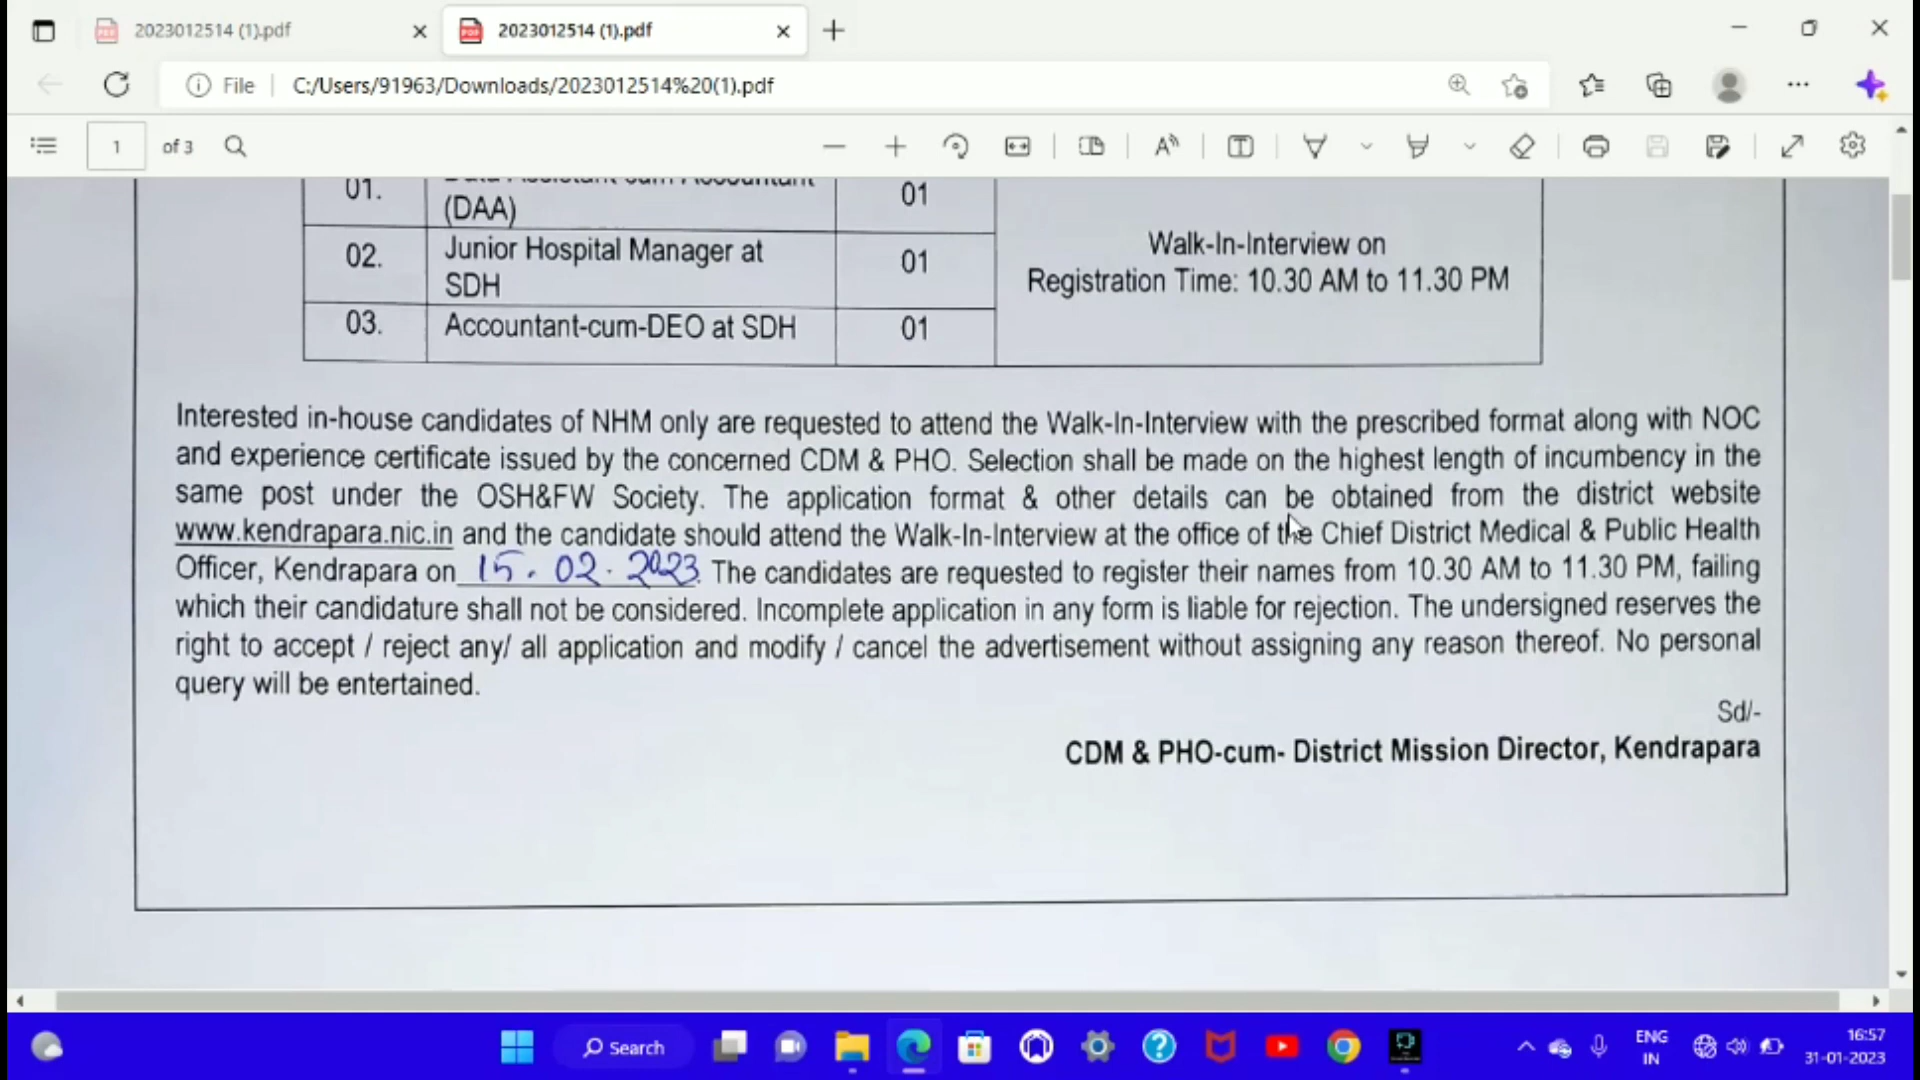 2023012514 (1).pdf
2023012514 (1).pdf
File
C:/Users/91963/Downloads/2023012514%20(1).pdf
1 of 3
01. Data Assistant cum Accountant 01
(DAA)
02. Junior Hospital Manager at 01
SDH
Walk-In-Interview on
Registration Time: 10.30 AM to 11.30 PM
03. Accountant-cum-DEO at SDH 01
Interested in-house candidates of NHM only are requested to attend the Walk-In-Interview with the prescribed format along with NOC
and experience certificate issued by the concerned CDM & PHO. Selection shall be made on the highest length of incumbency in the
same post under the OSH&FW Society. The application format & other details can be obtained from the district website
www.kendrapara.nic.in and the candidate should attend the Walk-In-Interview at the office of the Chief District Medical & Public Health
Officer, Kendrapara on 15.02.2023. The candidates are requested to register their names from 10.30 AM to 11.30 PM, failing
which their candidature shall not be considered. Incomplete application in any form is liable for rejection. The undersigned reserves the
right to accept / reject any/ all application and modify / cancel the advertisement without assigning any reason thereof. No personal
query will be entertained.
Sd/-
CDM & PHO-cum- District Mission Director, Kendrapara
Search
ENG
IN
16:57
31-01-2023